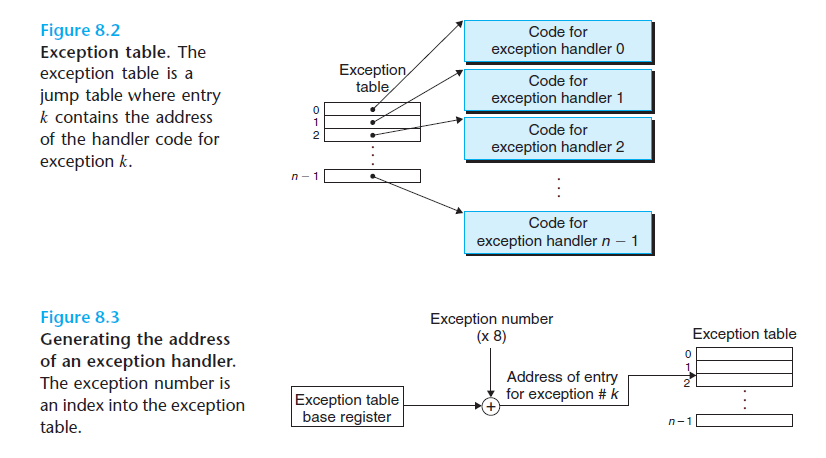 Figure 8.2
Exception table. The
exception table is a
jump table where entry
k contains the address
of the handler code for
exception k.
Exception
table
0
1
2
n – 1
Code for
exception handler 0
Code for
exception handler 1
Code for
exception handler 2
Code for
exception handler n – 1
Figure 8.3
Generating the address
of an exception handler.
The exception number is
an index into the exception
table.
Exception number
(x 8)
Exception table
base register
+
Address of entry
for exception # k
Exception table
0
1
2
n – 1